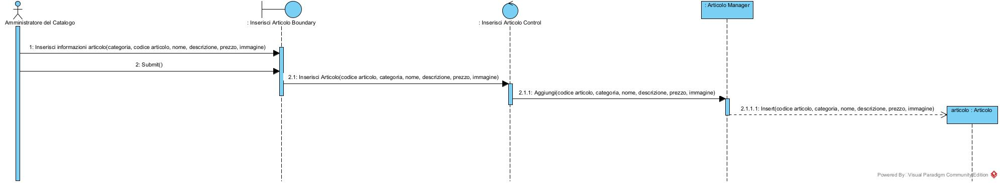 Amministratore del Catalogo
: Inserisci Articolo Boundary
: Inserisci Articolo Control
: Articolo Manager
1: Inserisci informazioni articolo(categoria, codice articolo, nome, descrizione, prezzo, immagine)
2: Submit()
2.1: Inserisci Articolo(codice articolo, categoria, nome, descrizione, prezzo, immagine)
2.1.1: Aggiungi(codice articolo, categoria, nome, descrizione, prezzo, immagine)
2.1.1.1: Insert(codice articolo, categoria, nome, descrizione, prezzo, immagine)
articolo : Articolo
Powered By Visual Paradigm Community Edition